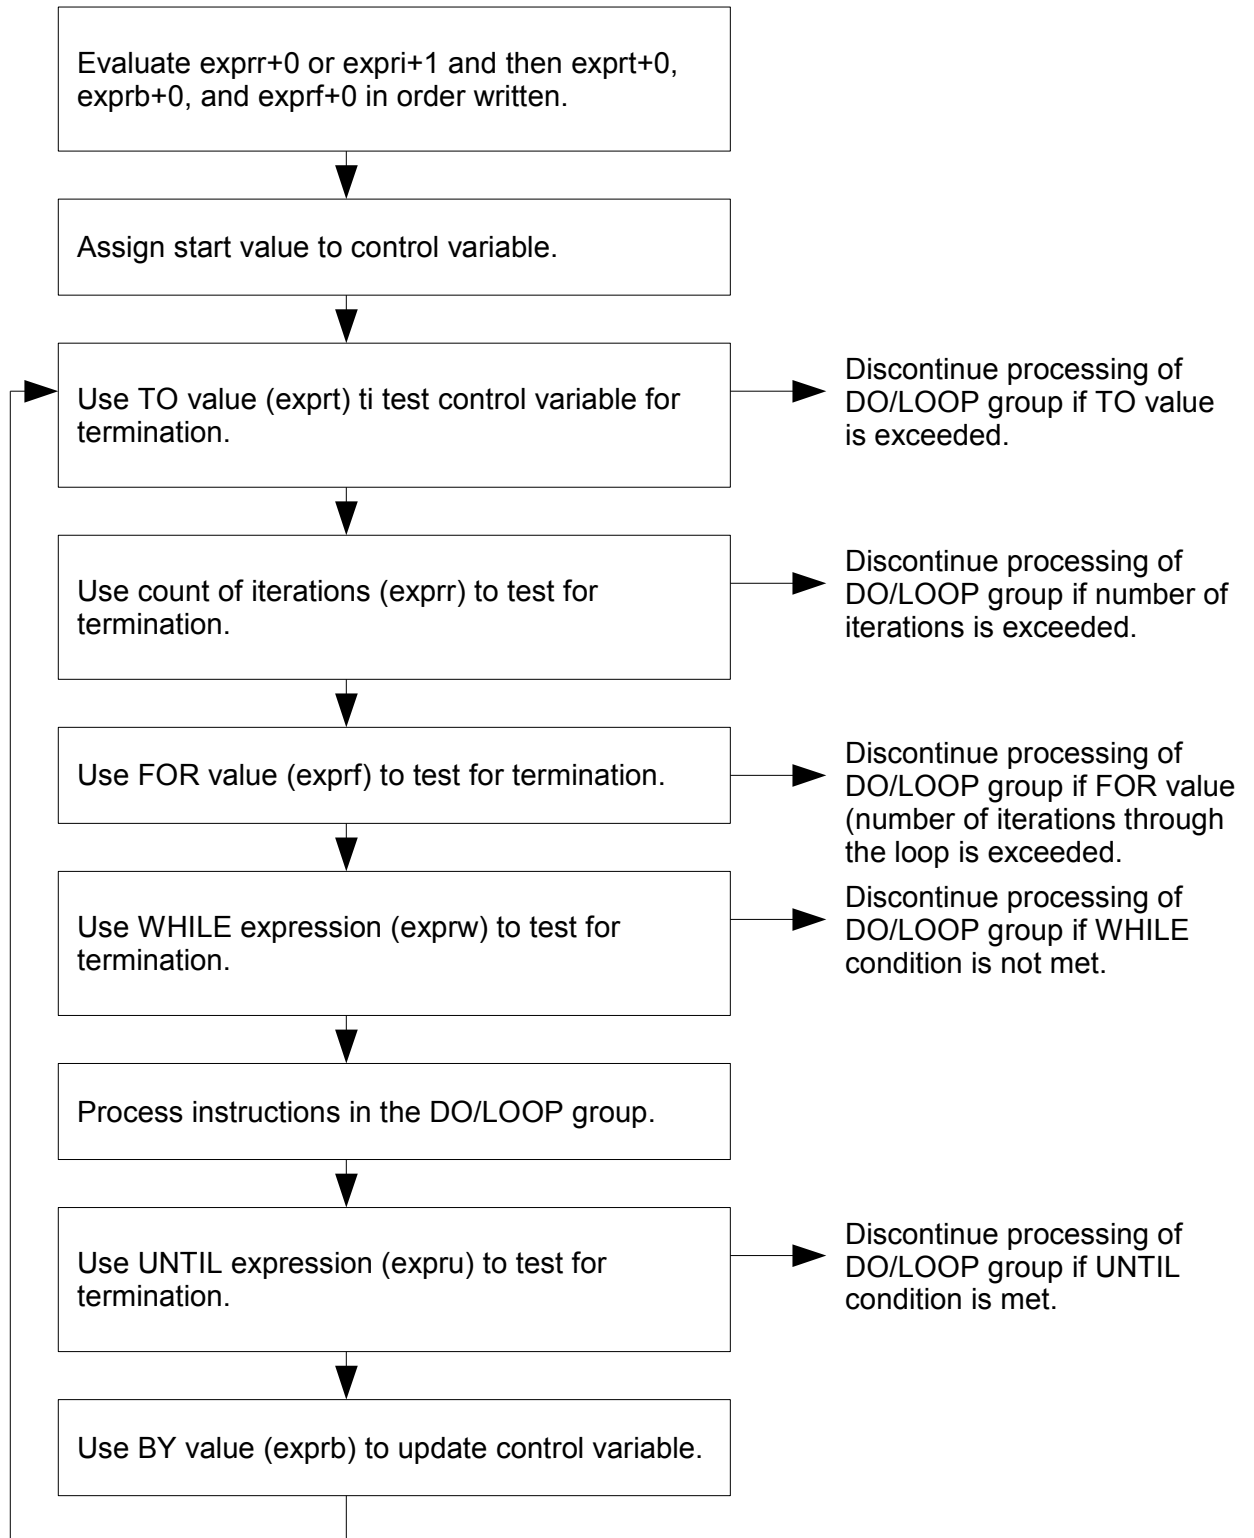 Evaluate exprr+0 or expri+1 and then exprt+0,
exprb+0, and exprf+0 in order written.
Assign start value to control variable.
Use TO value (exprt) ti test control variable for
termination.
Discontinue processing of
DO/LOOP group if TO value
is exceeded.
Use count of iterations (exprr) to test for
termination.
Discontinue processing of
DO/LOOP group if number of
iterations is exceeded.
Use FOR value (exprf) to test for termination.
Discontinue processing of
DO/LOOP group if FOR value
(number of iterations through
the loop is exceeded.
Use WHILE expression (exprw) to test for
termination.
Discontinue processing of
DO/LOOP group if WHILE
condition is not met.
Process instructions in the DO/LOOP group.
Use UNTIL expression (expru) to test for
termination.
Discontinue processing of
DO/LOOP group if UNTIL
condition is met.
Use BY value (exprb) to update control variable.